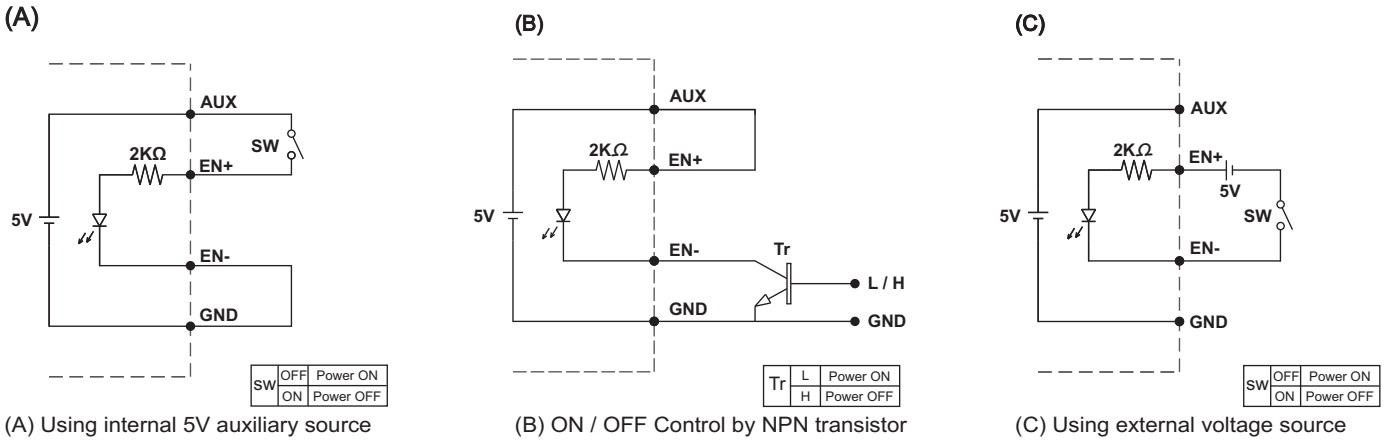 (A)
AUX
SW
2KΩ
EN+
5V
EN-
GND
SW OFF Power ON
ON Power OFF
(A) Using internal 5V auxiliary source
(B)
AUX
2KΩ
EN+
5V
EN-
Tr
L / H
GND
GND
Tr L Power ON
H Power OFF
(B) ON / OFF Control by NPN transistor
(C)
AUX
2KΩ
EN+
5V
5V
SW
EN-
GND
SW OFF Power ON
ON Power OFF
(C) Using external voltage source